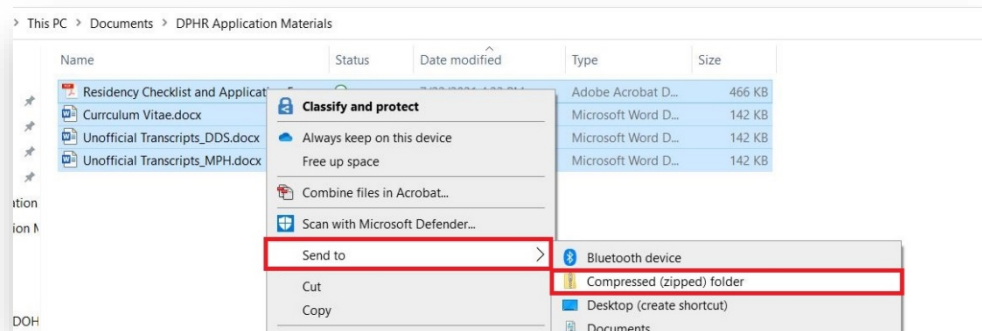 > This PC > Documents > DPHR Application Materials
Name Status Date modified Type Size
Residency Checklist and Applicat Adobe Acrobat D... 466 KB
Currculum Vitae.docx Microsoft Word D... 142 KB
Unofficial Transcripts_DDS.docx Microsoft Word D... 142 KB
Unofficial Transcripts_MPH.docx Microsoft Word D... 142 KB
Classify and protect
Always keep on this device
Free up space
Combine files in Acrobat...
Scan with Microsoft Defender...
Send to
Cut
Copy
Bluetooth device
Compressed (zipped) folder
Desktop (create shortcut)
Documents
ation
ion
DOH